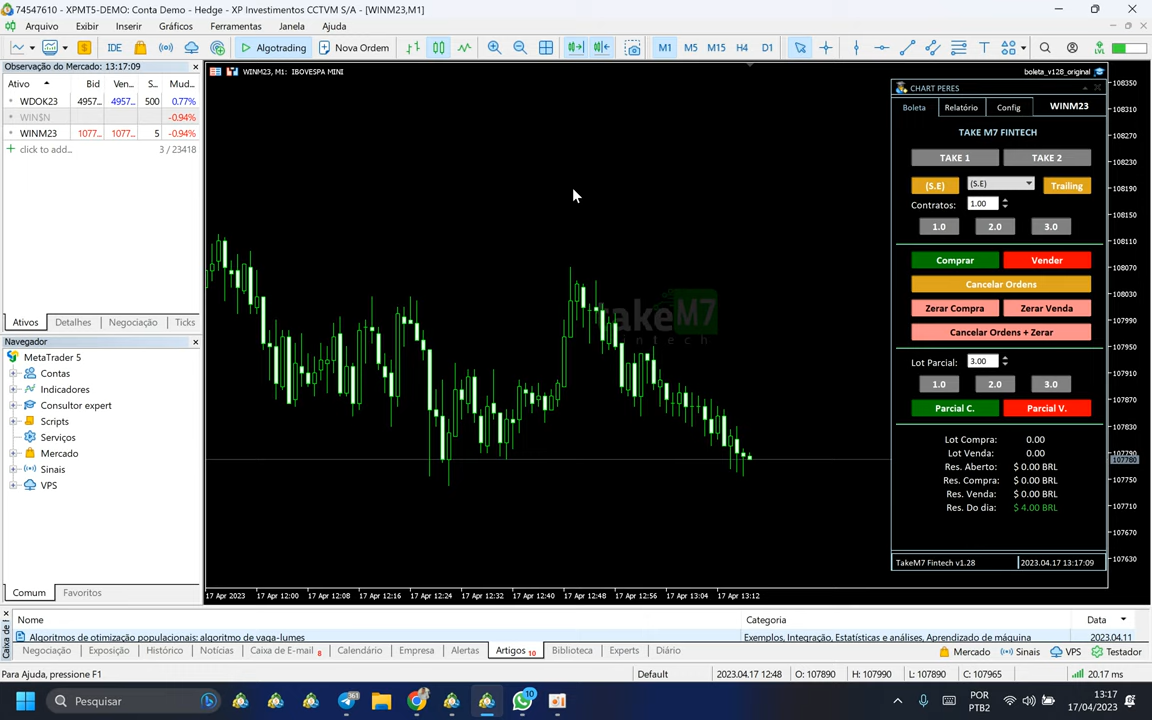 74547610 - XPMT5-DEMO: Conta Demo - Hedge - XP Investimentos CCTVM S/A - [WINM23,M1]
Arquivo Exibir Inserir Gráficos Ferramentas Janela Ajuda
IDE Algotrading Nova Ordem M1 M5 M15 H4 D1 LVL
Observação do Mercado: 13:17:09
Ativo Bid Ven... S... Mud...
WDOK23 4957... 4957... 500 0.77%
WIN$N -0.94%
WINM23 1077... 1077... 5 -0.94%
click to add... 3 / 23418
Ativos Detalhes Negociação Ticks
Navegador
MetaTrader 5
Contas
Indicadores
Consultor expert
Scripts
Serviços
Mercado
Sinais
VPS
Comum Favoritos
WINM23, M1: IBOVESPA MINI
boleta_v128_original
CHART PERES
Boleta Relatório Config WINM23
TAKE M7 FINTECH
TAKE 1 TAKE 2
(S.E) (S.E) Trailing
Contratos: 1.00
1.0 2.0 3.0
Comprar Vender
Cancelar Ordens
Zerar Compra Zerar Venda
Cancelar Ordens + Zerar
Lot Parcial: 3.00
1.0 2.0 3.0
Parcial C. Parcial V.
Lot Compra: 0.00
Lot Venda: 0.00
Res. Aberto: $ 0.00 BRL
Res. Compra: $ 0.00 BRL
Res. Venda: $ 0.00 BRL
Res. Do dia: $ 4.00 BRL
TakeM7 Fintech v1.28 2023.04.17 13:17:09
TakeM7
fintech
108350
108310
108270
108230
108190
108150
108110
108070
108030
107990
107950
107910
107870
107830
107790
107780
107750
107710
107670
107630
17 Apr 2023 17 Apr 12:00 17 Apr 12:08 17 Apr 12:16 17 Apr 12:24 17 Apr 12:32 17 Apr 12:40 17 Apr 12:48 17 Apr 12:56 17 Apr 13:04 17 Apr 13:12
Nome Categoria Data
Algoritmos de otimização populacionais: algoritmo de vaga-lumes Exemplos, Integração, Estatísticas e análises, Aprendizado de máquina 2023.04.11
Negociação Exposição Histórico Notícias Caixa de E-mail 8 Calendário Empresa Alertas Artigos 10 Biblioteca Experts Diário
Mercado Sinais VPS Testador
Para Ajuda, pressione F1 Default 2023.04.17 12:48 O: 107890 H: 107990 L: 107890 C: 107965 20.17 ms
Pesquisar 361 10 POR PTB2 13:17 17/04/2023